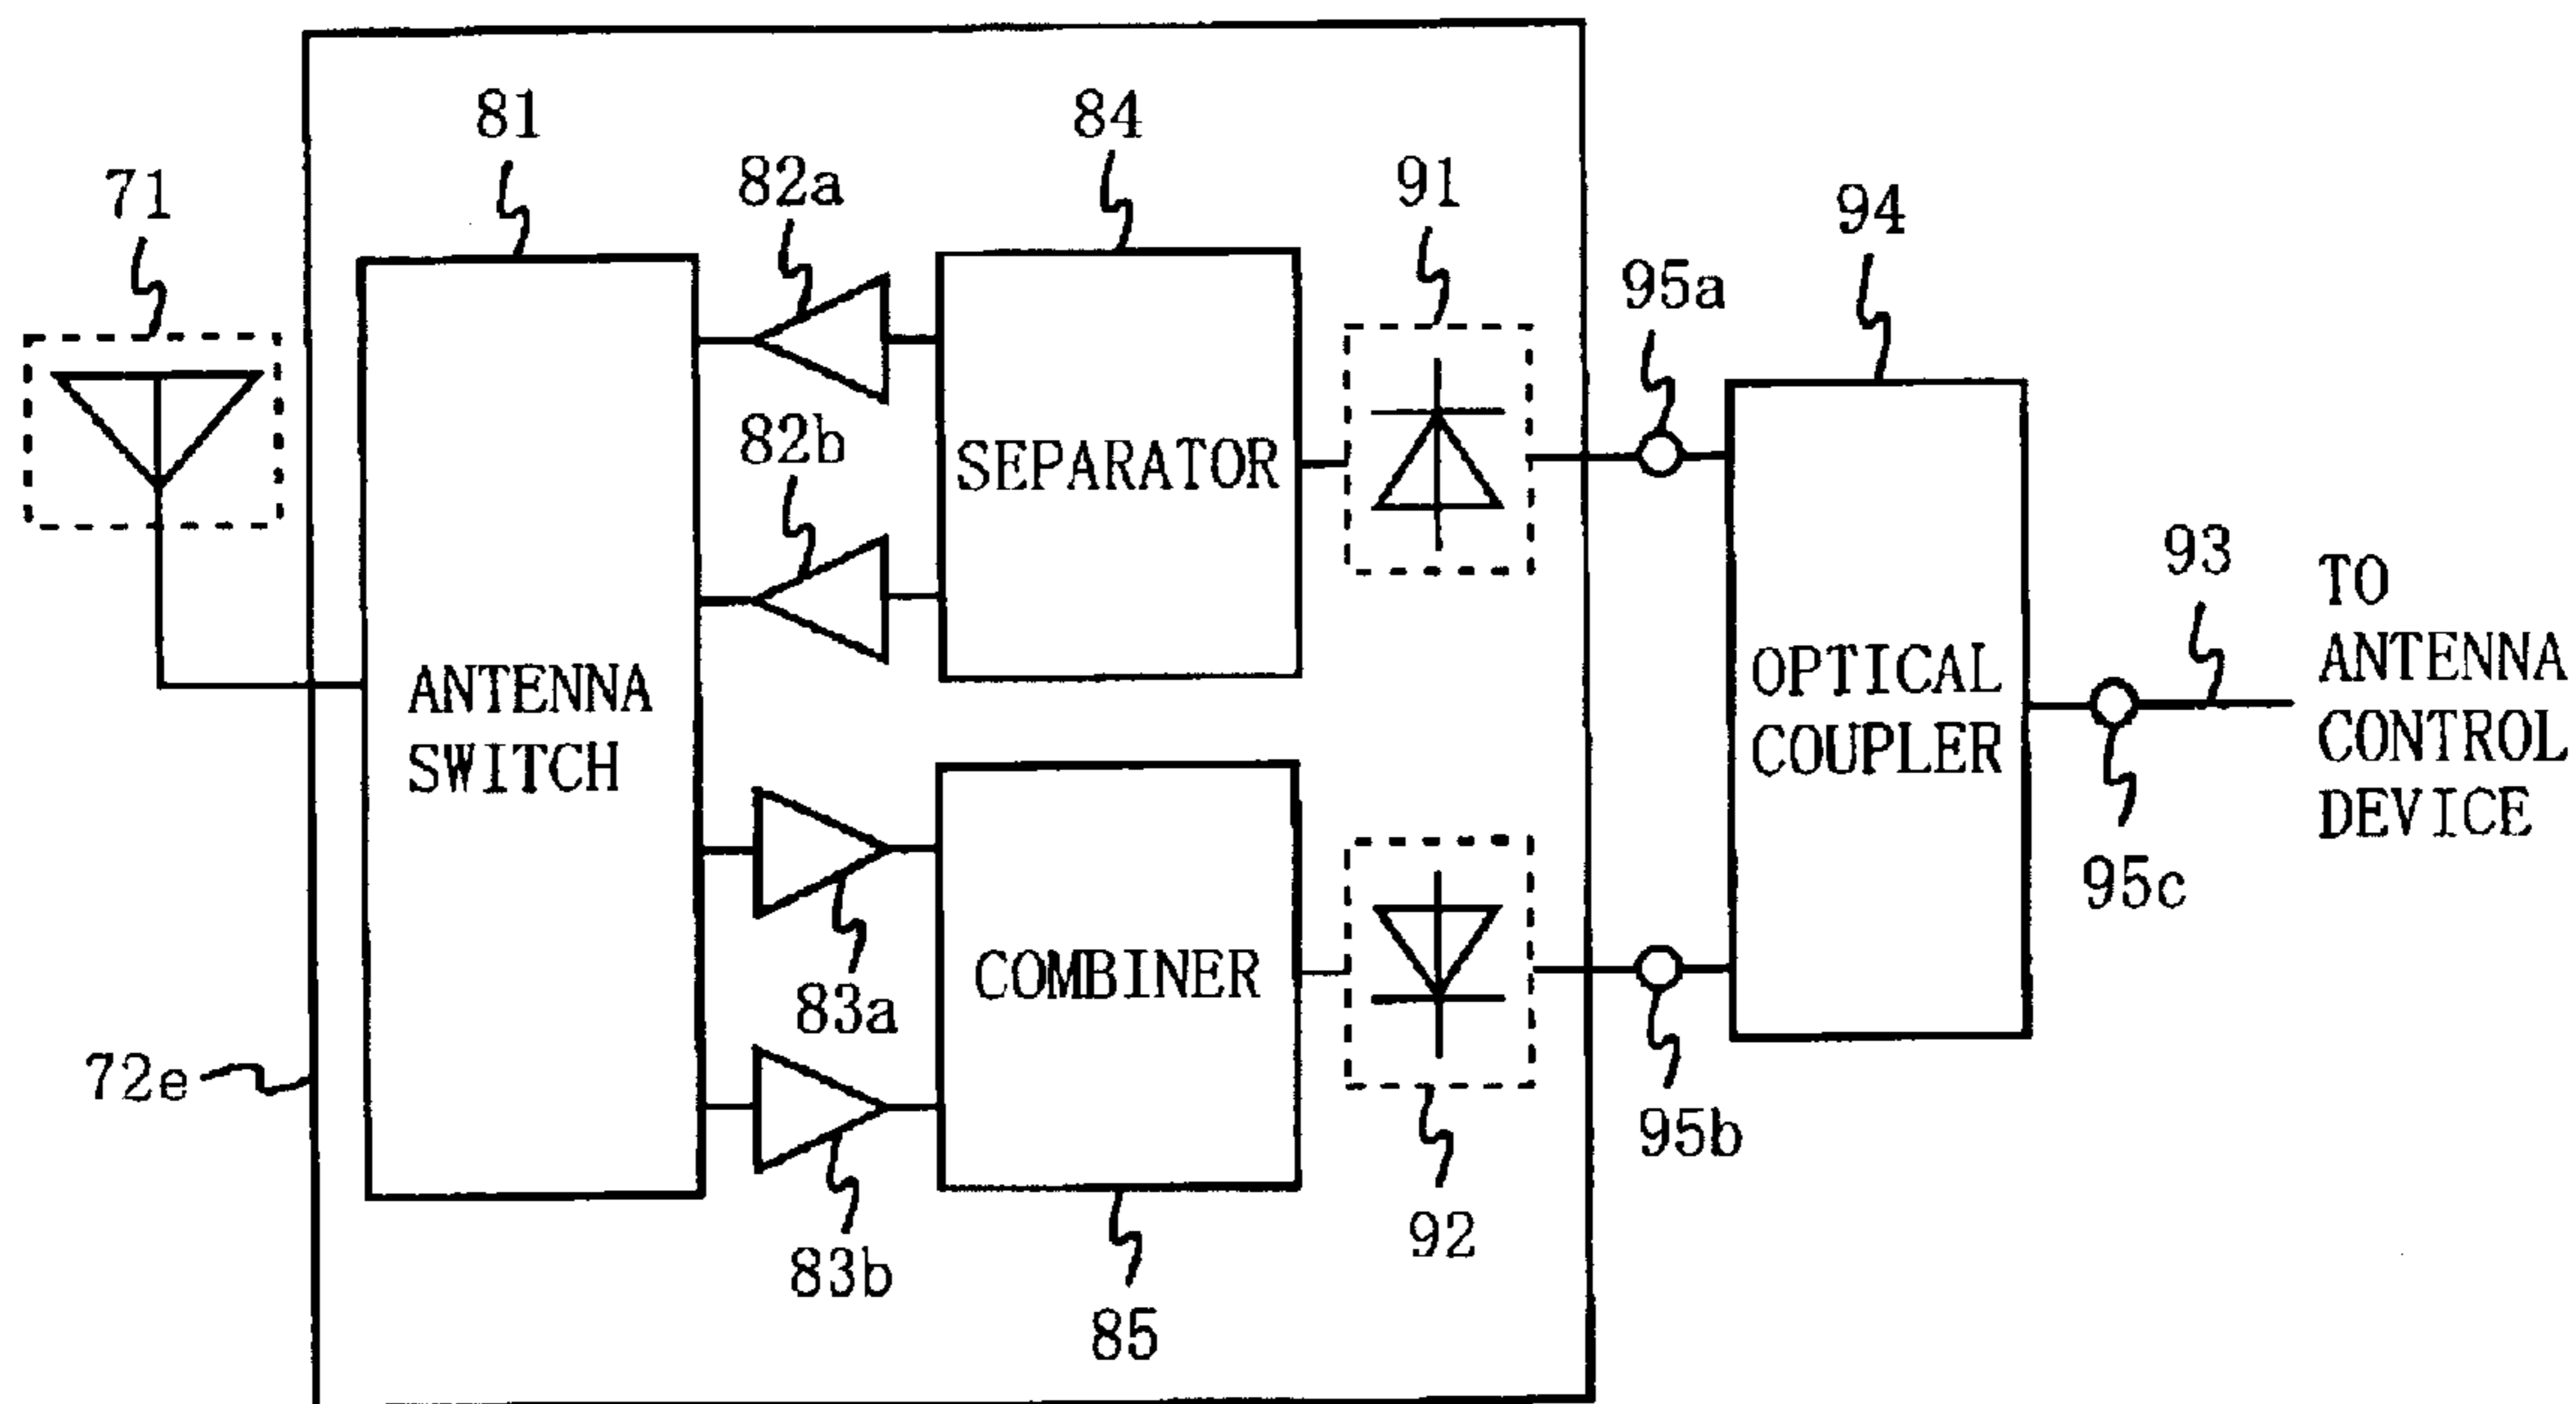 81
84
82a
91
71
94
95a
82b
SEPARATOR
93
TO
ANTENNA
CONTROL
DEVICE
ANTENNA
SWITCH
OPTICAL
COUPLER
95c
COMBINER
83a
72e
95b
92
83b
85